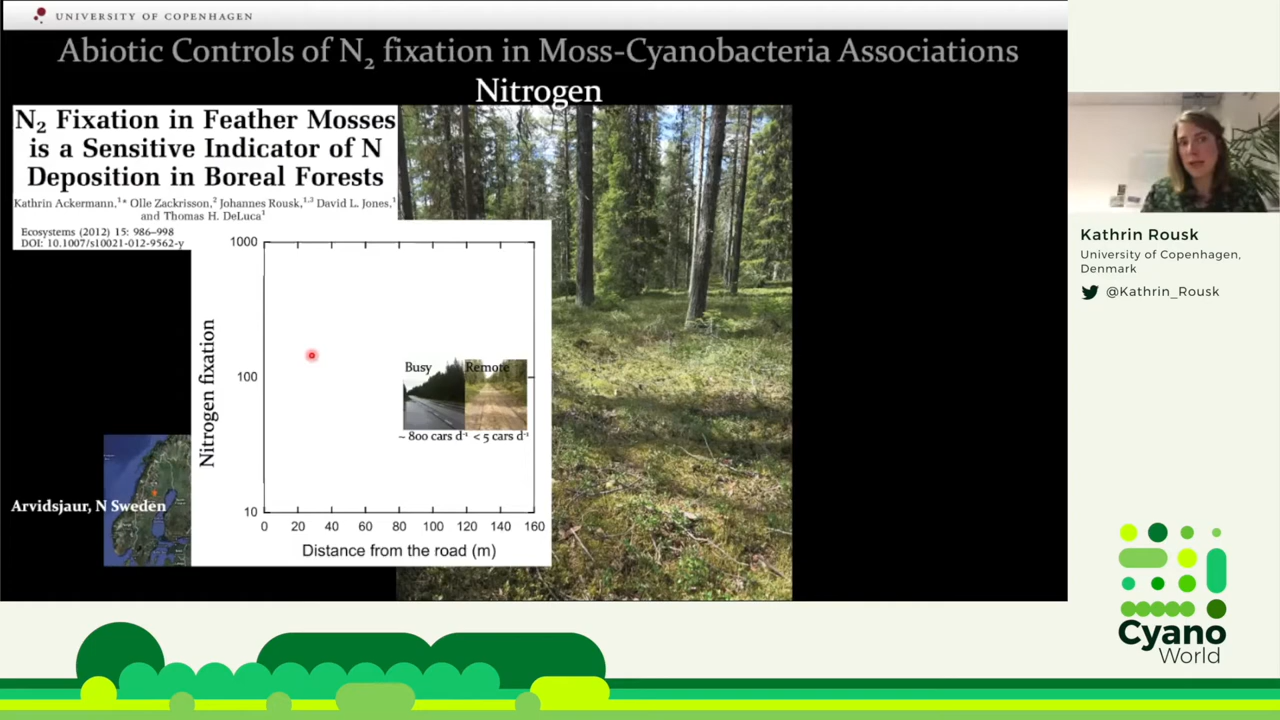 UNIVERSITY OF COPENHAGEN
Abiotic Controls of N₂ fixation in Moss-Cyanobacteria Associations
Nitrogen
N₂ Fixation in Feather Mosses
is a Sensitive Indicator of N
Deposition in Boreal Forests
Kathrin Ackermann,¹* Olle Zackrisson,² Johannes Rousk,¹,³ David L. Jones,¹
and Thomas H. DeLuca¹
Ecosystems (2012) 15: 986–998
DOI: 10.1007/s10021-012-9562-y
1000
100
10
Nitrogen fixation
Busy
Remote
~ 800 cars d⁻¹
< 5 cars d⁻¹
0 20 40 60 80 100 120 140 160
Distance from the road (m)
Arvidsjaur, N Sweden
Kathrin Rousk
University of Copenhagen,
Denmark
@Kathrin_Rousk
Cyano
World